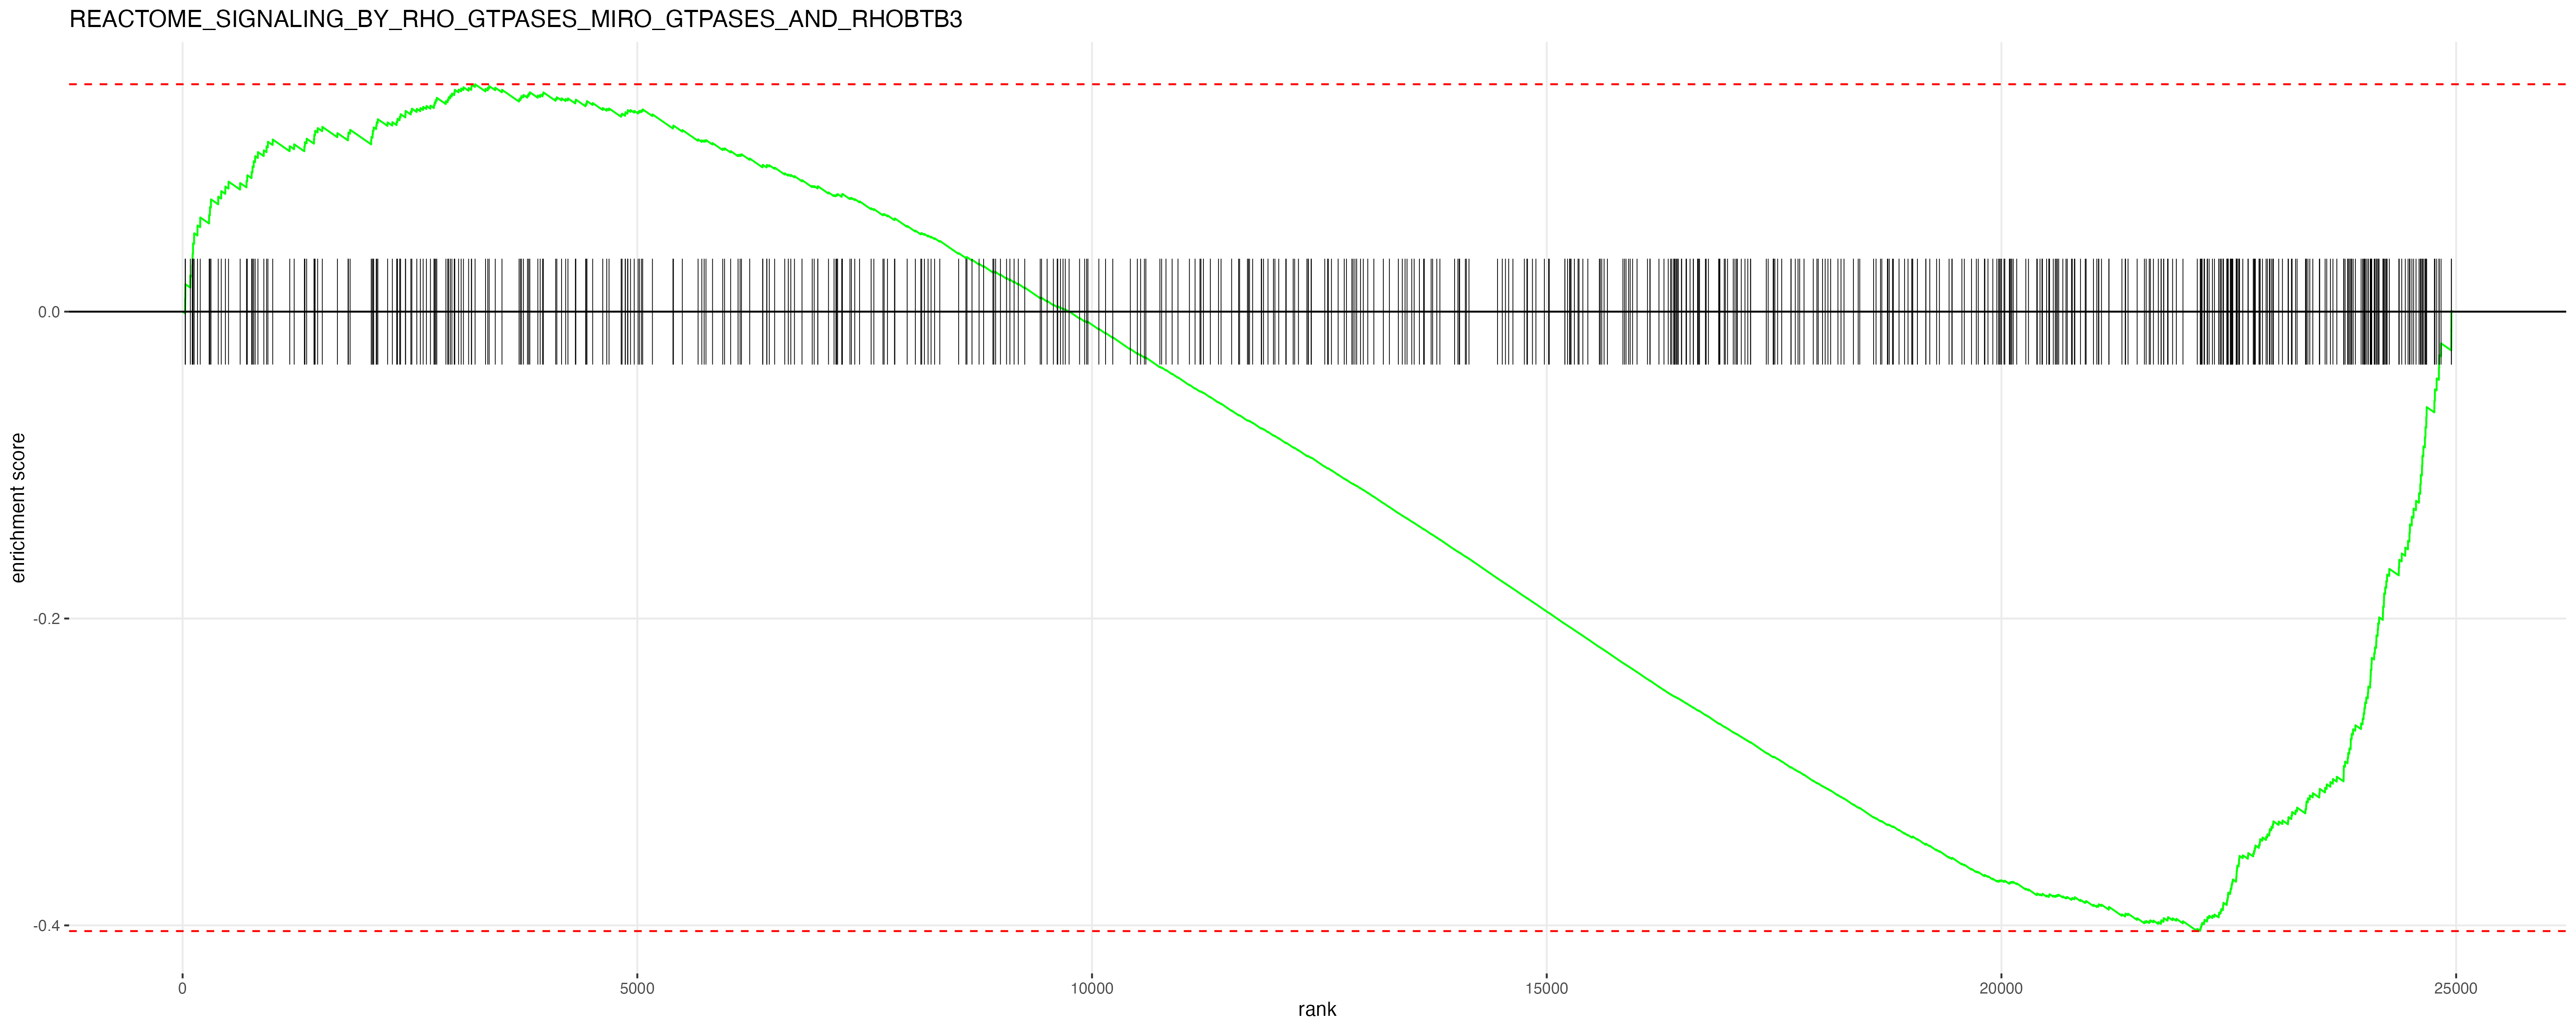 REACTOME_SIGNALING_BY_RHO_GTPASES_MIRO_GTPASES_AND_RHOBTB3
0.0
-0.2
-0.4
enrichment score
0 5000 10000 15000 20000 25000
rank